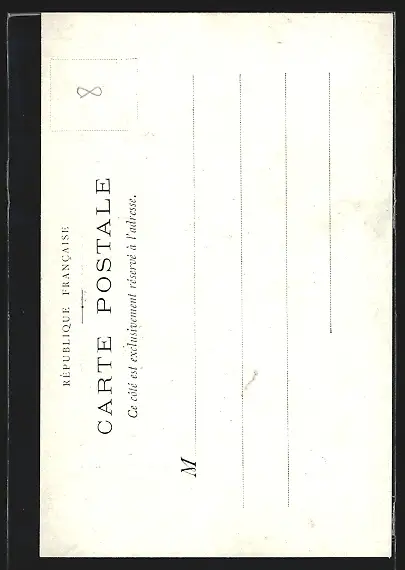 8
RÉPUBLIQUE FRANÇAISE
CARTE POSTALE
Ce côté est exclusivement réservé à l'adresse.
M